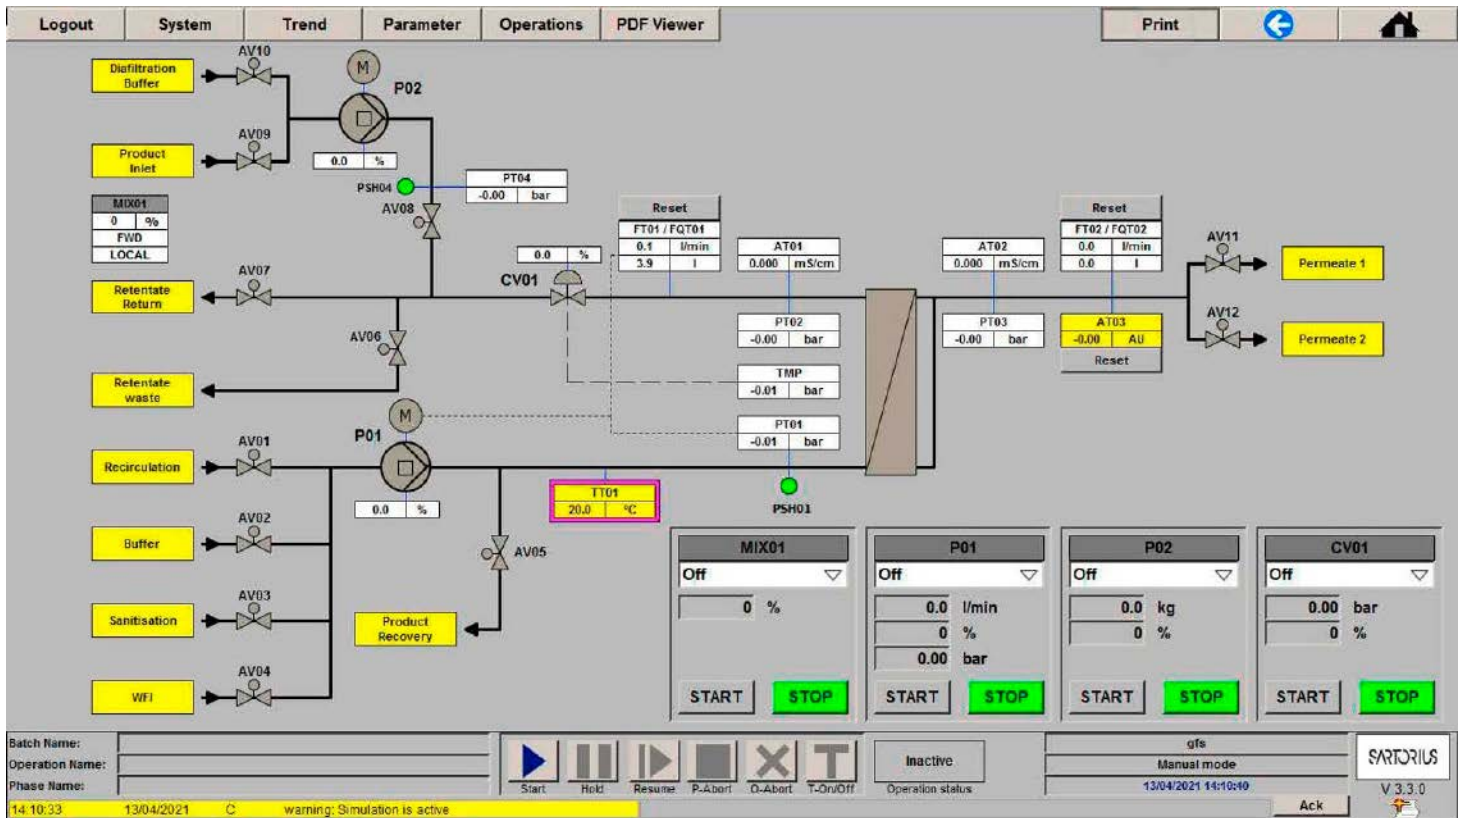 Logout
System
Trend
Parameter
Operations
PDF Viewer
Print
AV10
Diafiltration
Buffer
M
P02
AV09
Product
Inlet
0.0 %
PSH04
PT04
-0.00 bar
MIX01
0 %
FWD
LOCAL
AV08
Reset
FT01 / FQT01
0.1 l/min
3.9 l
AT01
0.000 mS/cm
AT02
0.000 mS/cm
Reset
FT02 / FQT02
0.0 l/min
0.0 l
AV11
Permeate 1
0.0 %
CV01
AV07
Retentate
Return
PT02
-0.00 bar
PT03
-0.00 bar
AT03
-0.00 AU
Reset
AV12
Permeate 2
AV06
TMP
-0.01 bar
Retentate
waste
M
P01
PT01
-0.01 bar
AV01
Recirculation
0.0 %
TT01
20.0 °C
PSH01
AV02
Buffer
AV05
AV03
Sanitisation
Product
Recovery
AV04
WFI
MIX01
Off
0 %
START
STOP
P01
Off
0.0 l/min
0 %
0.00 bar
START
STOP
P02
Off
0.0 kg
0 %
START
STOP
CV01
Off
0.00 bar
0 %
START
STOP
Batch Name:
Operation Name:
Phase Name:
Start
Hold
Resume
P-Abort
O-Abort
T-On/Off
Inactive
Operation status
gfs
Manual mode
13/04/2021 14:10:40
SARTORIUS
V 3.3.0
14:10:33 13/04/2021 C warning: Simulation is active
Ack